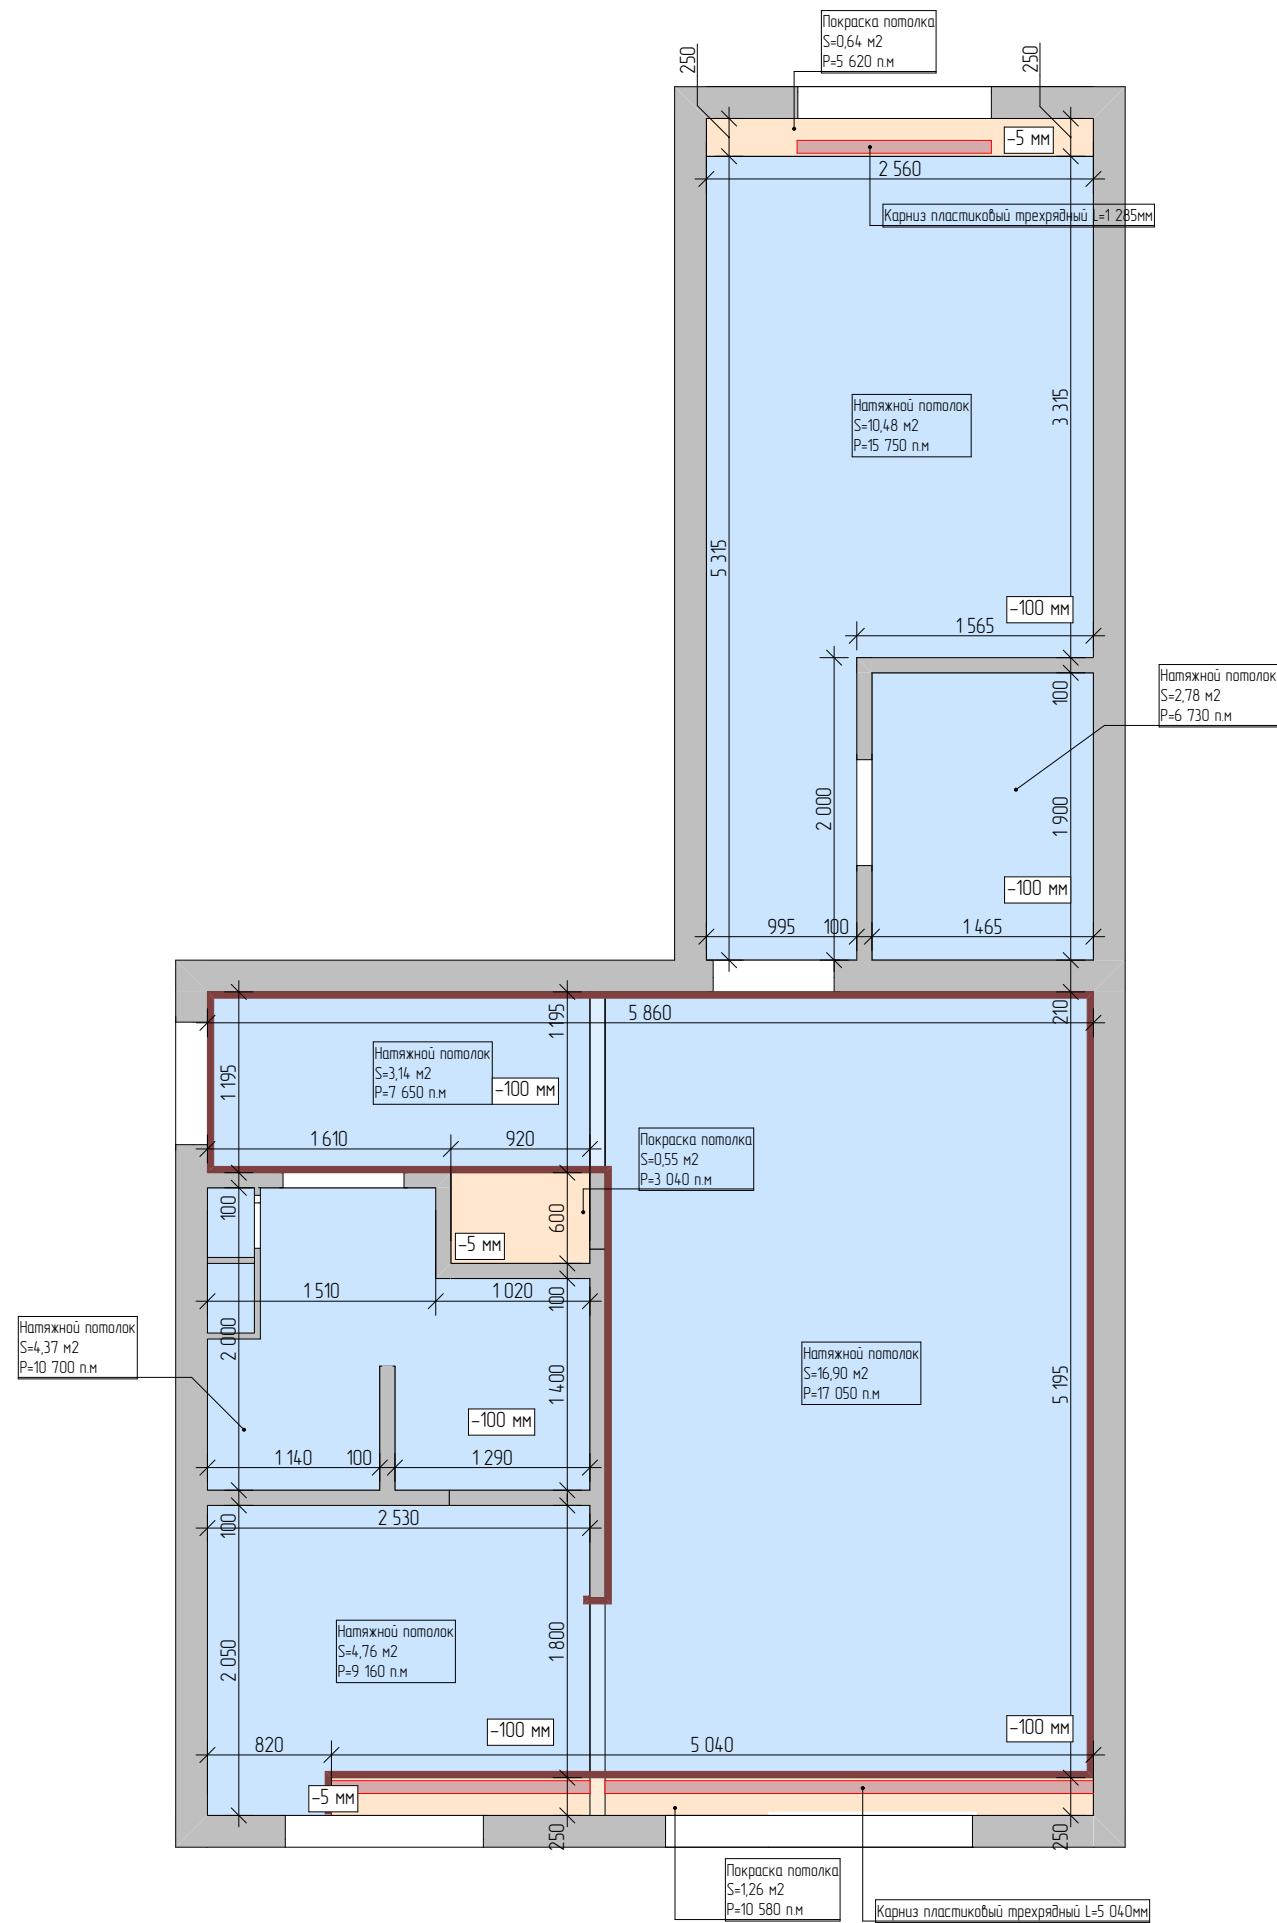 Покраска потолка
S=0,64 м2
P=5 620 п.м
250
250
-5 мм
2 560
Карниз пластиковый трехрядный L=1 285мм
Натяжной потолок
S=10,48 м2
P=15 750 п.м
3 315
5 315
-100 мм
1 565
Натяжной потолок
S=2,78 м2
P=6 730 п.м
100
2 000
1 900
-100 мм
995
100
1 465
210
5 860
1 195
1 195
Натяжной потолок
S=3,14 м2
P=7 650 п.м
-100 мм
1 610
920
Покраска потолка
S=0,55 м2
P=3 040 п.м
100
600
-5 мм
1 510
1 020
100
Натяжной потолок
S=4,37 м2
P=10 700 п.м
2 000
1 400
Натяжной потолок
S=16,90 м2
P=17 050 п.м
5 195
-100 мм
1 140
100
1 290
100
2 530
Натяжной потолок
S=4,76 м2
P=9 160 п.м
2 050
1 800
-100 мм
-100 мм
820
5 040
-5 мм
250
250
Покраска потолка
S=1,26 м2
P=10 580 п.м
Карниз пластиковый трехрядный L=5 040мм